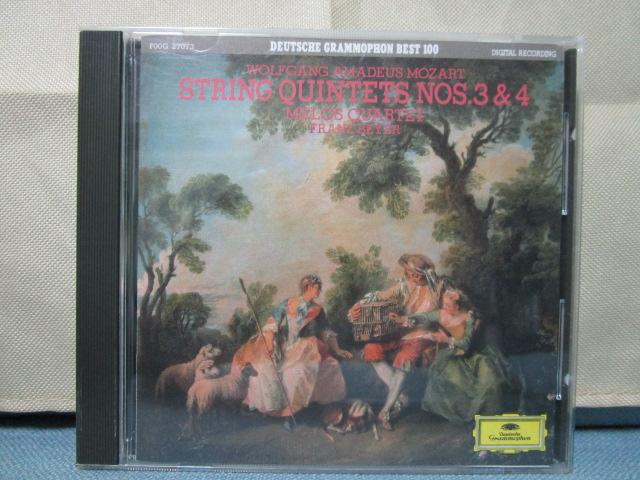 F00G 27073
DEUTSCHE GRAMMOPHON BEST 100
DIGITAL RECORDING
WOLFGANG AMADEUS MOZART
STRING QUINTETS NOS.3 & 4
MELOS QUARTET
FRANZ BEYER
Deutsche
Grammophon